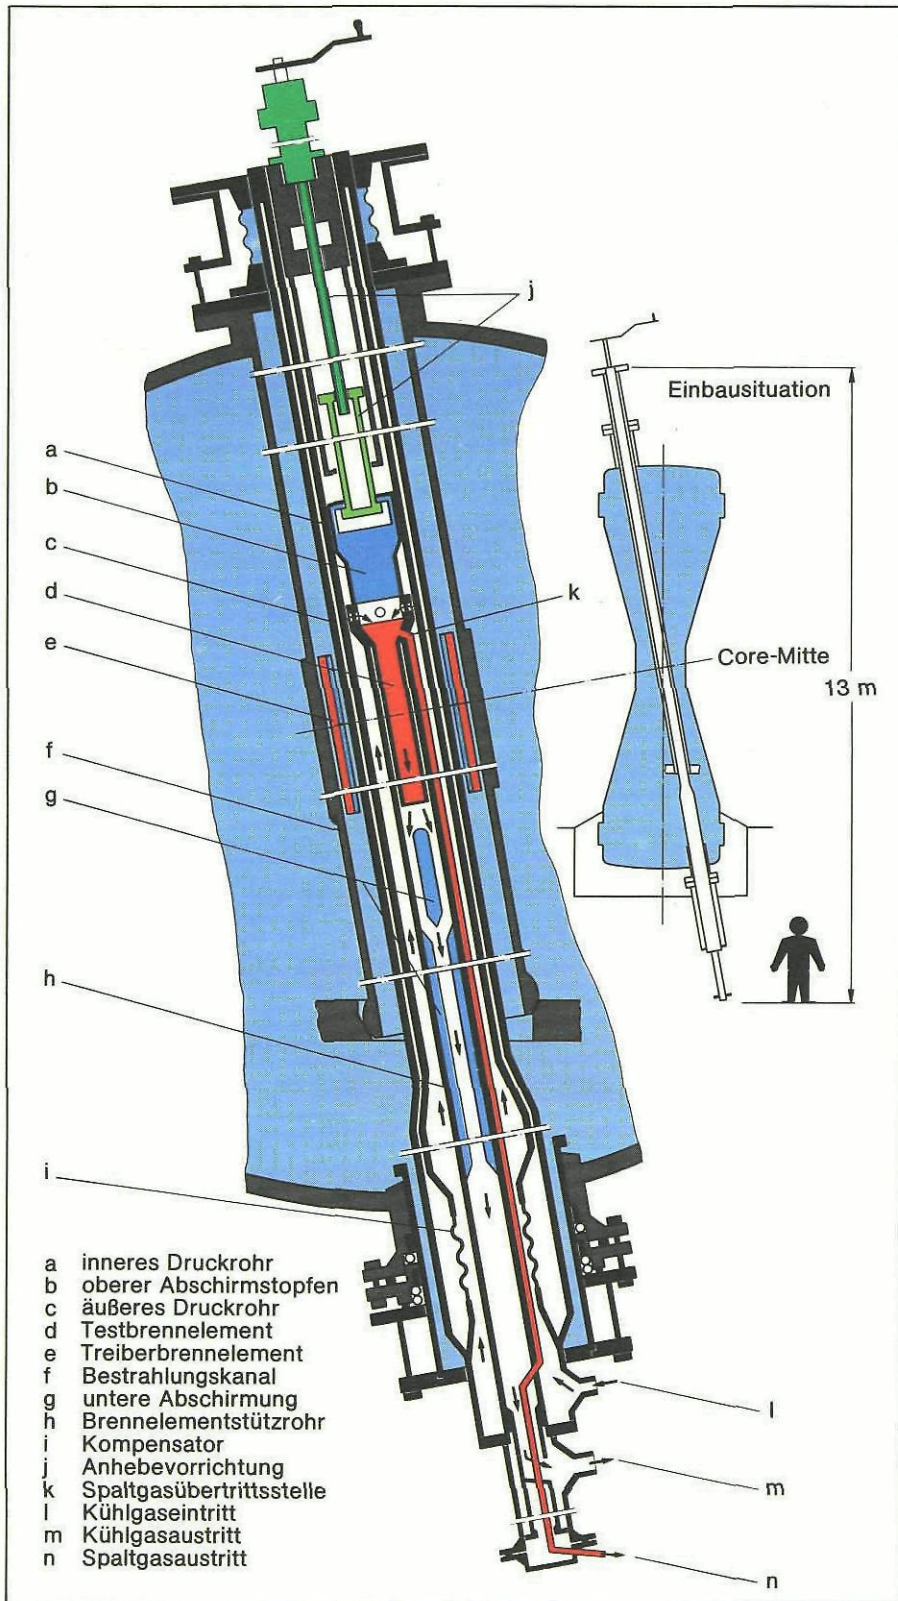 j
Einbausituation
a
b
c
d
k
e
Core-Mitte
13 m
f
g
h
i
a inneres Druckrohr
b oberer Abschirmstopfen
c äußeres Druckrohr
d Testbrennelement
e Treiberbrennelement
f Bestrahlungskanal
g untere Abschirmung
h Brennelementstützrohr
i Kompensator
j Anhebevorrichtung
k Spaltgasübertrittsstelle
l Kühlgaseintritt
m Kühlgasaustritt
n Spaltgasaustritt
l
m
n